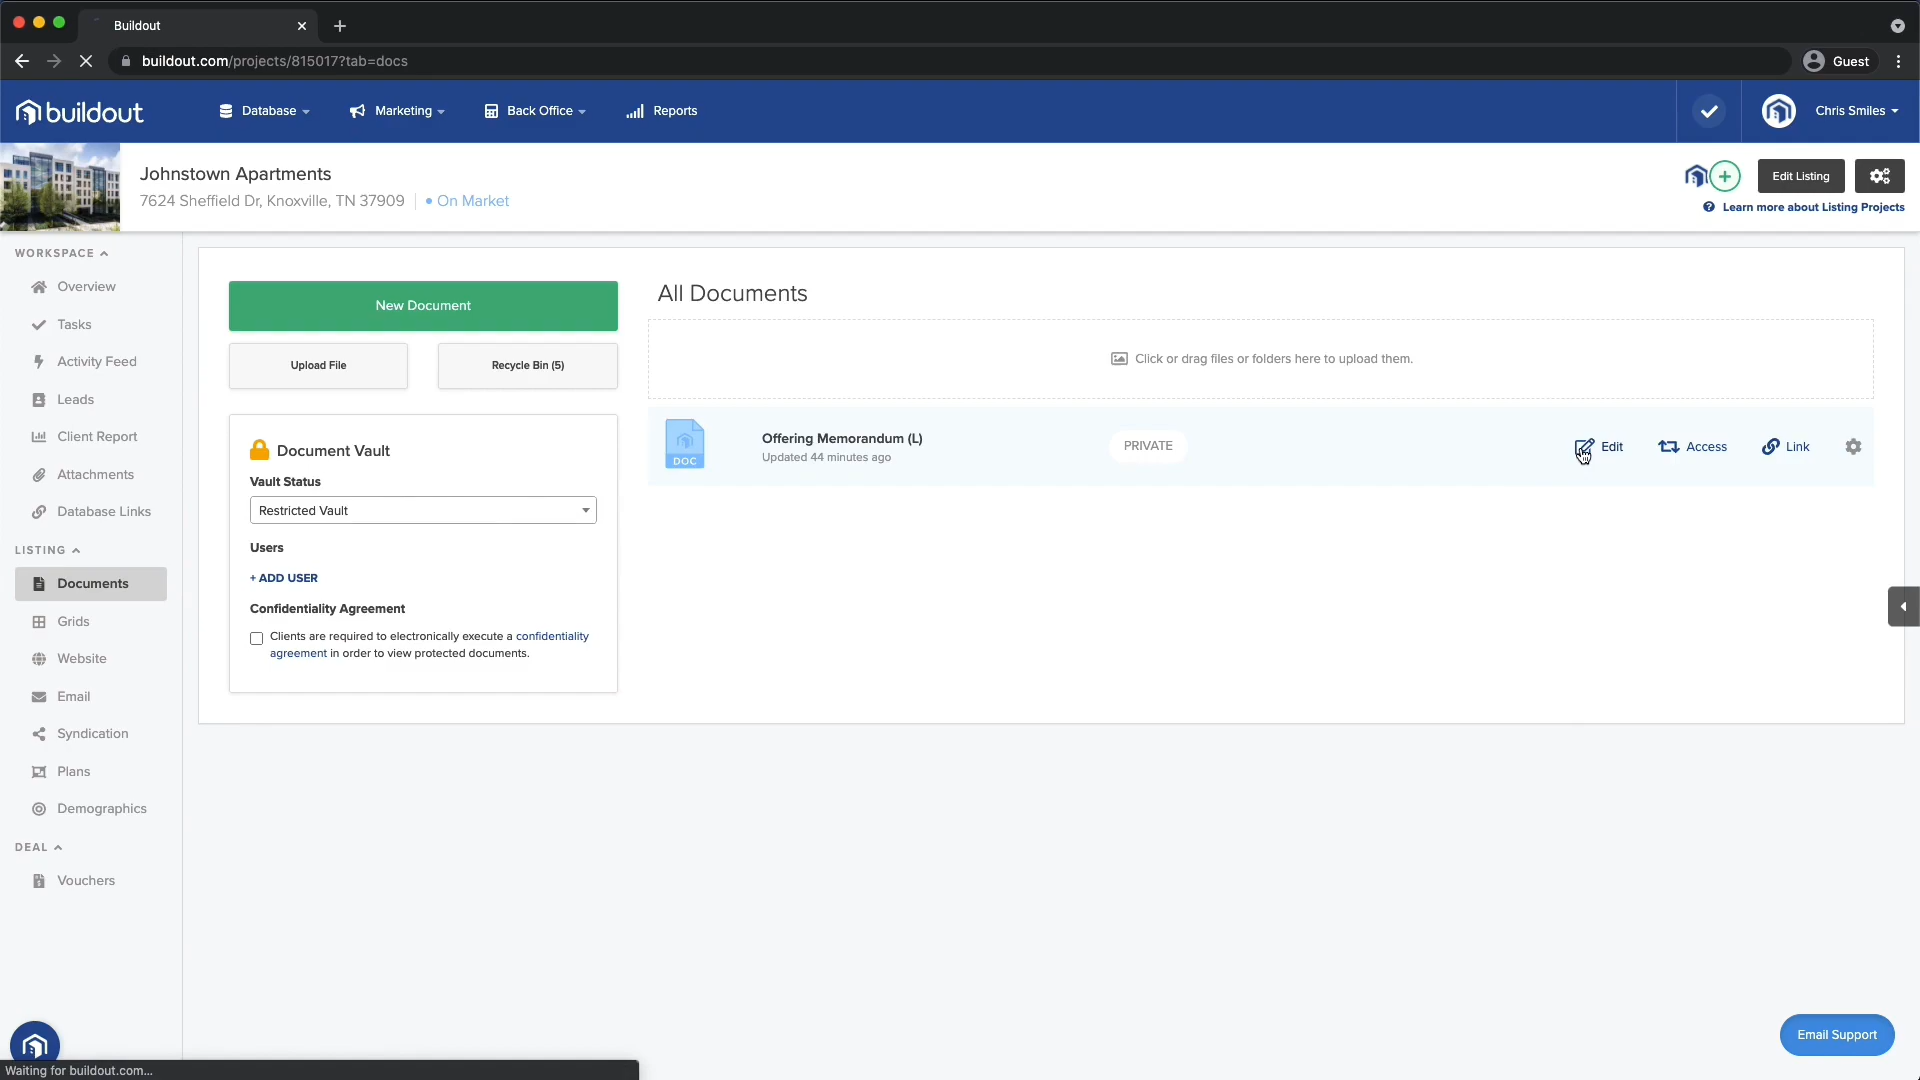 Buildout
buildout.com/projects/815017?tab=docs
Guest
buildout
Database
Marketing
Back Office
Reports
Chris Smiles
Johnstown Apartments
7624 Sheffield Dr, Knoxville, TN 37909
On Market
Edit Listing
Learn more about Listing Projects
WORKSPACE
Overview
Tasks
Activity Feed
Leads
Client Report
Attachments
Database Links
LISTING
Documents
Grids
Website
Email
Syndication
Plans
Demographics
DEAL
Vouchers
New Document
Upload File
Recycle Bin (5)
Document Vault
Vault Status
Restricted Vault
Users
+ ADD USER
Confidentiality Agreement
Clients are required to electronically execute a confidentiality
agreement in order to view protected documents.
All Documents
Click or drag files or folders here to upload them.
DOC
Offering Memorandum (L)
Updated 44 minutes ago
PRIVATE
Edit
Access
Link
Email Support
Waiting for buildout.com...